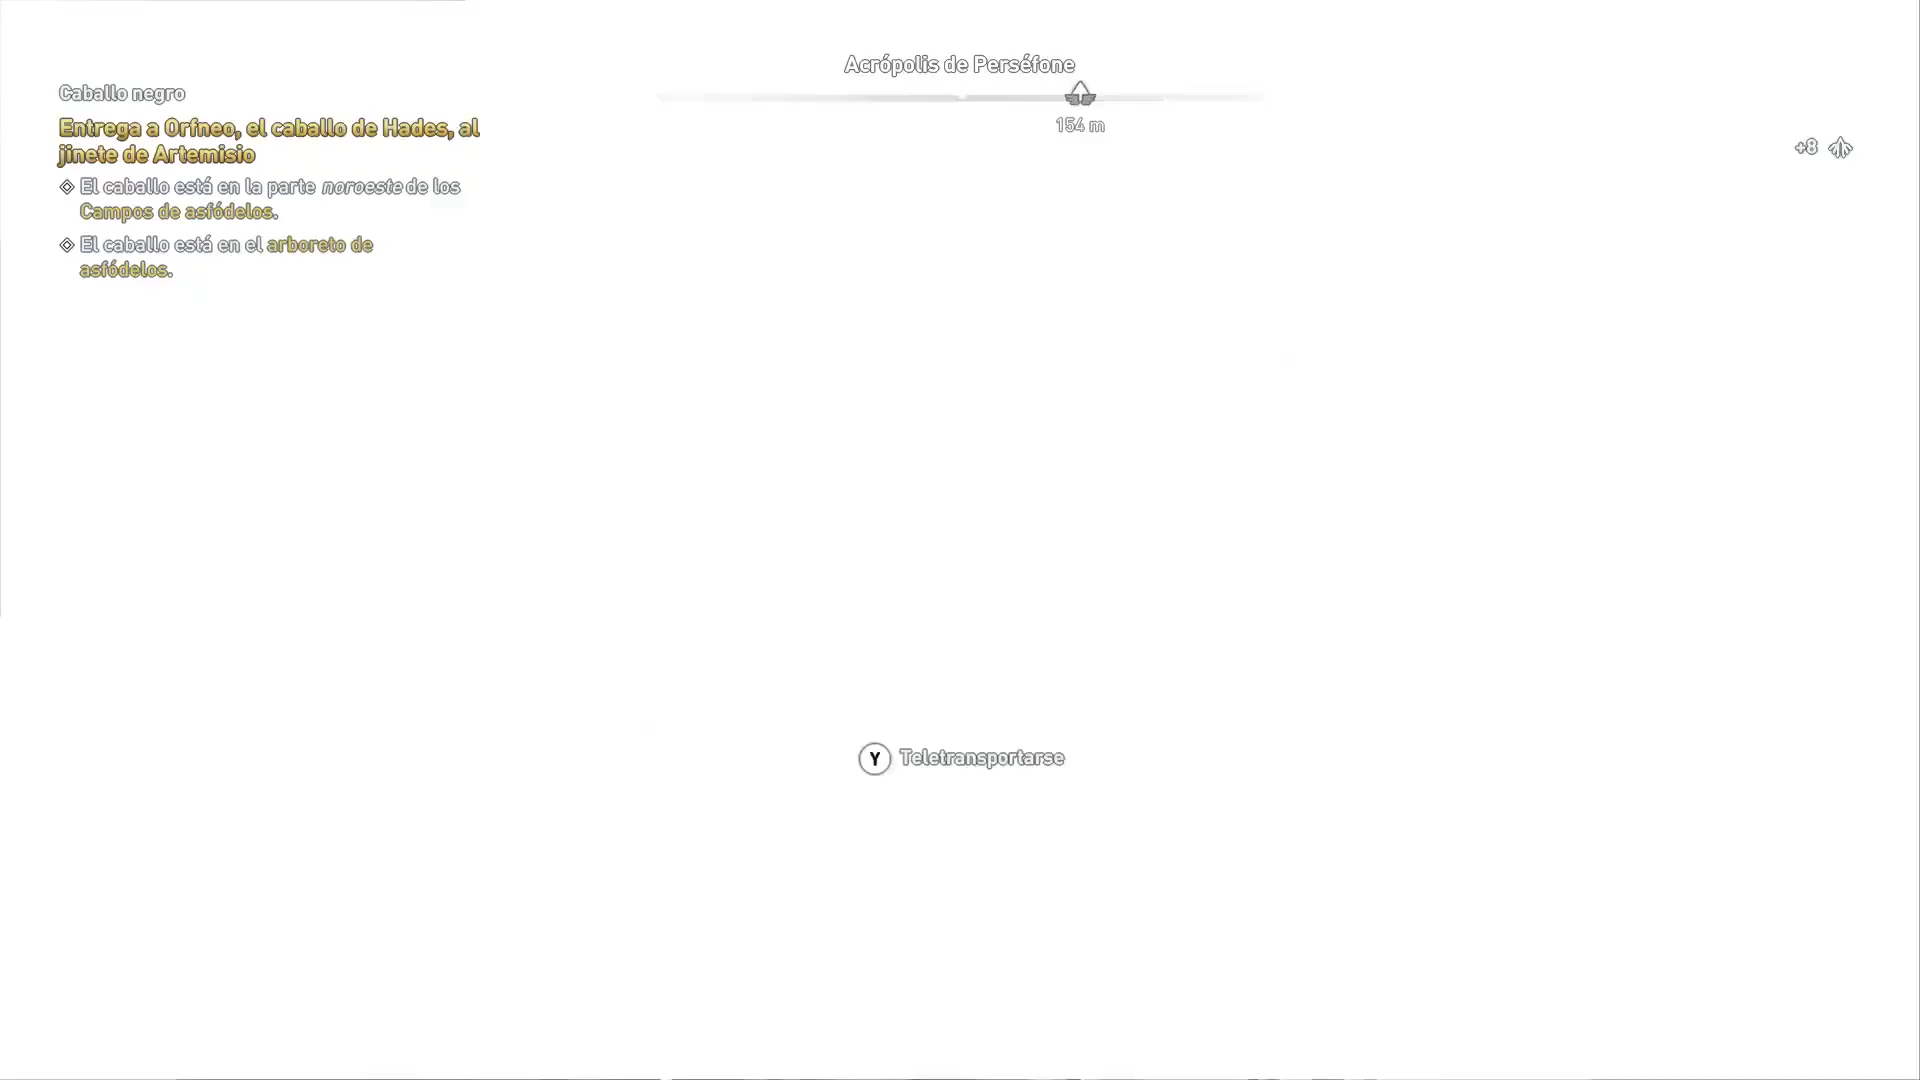 Acrópolis de Perséfone
154 m
Caballo negro
Entrega a Orfneo, el caballo de Hades, al
jinete de Artemisio
El caballo está en la parte noroeste de los
Campos de asfódelos.
El caballo está en el arboreto de
asfódelos.
+8
Y Teletransportarse